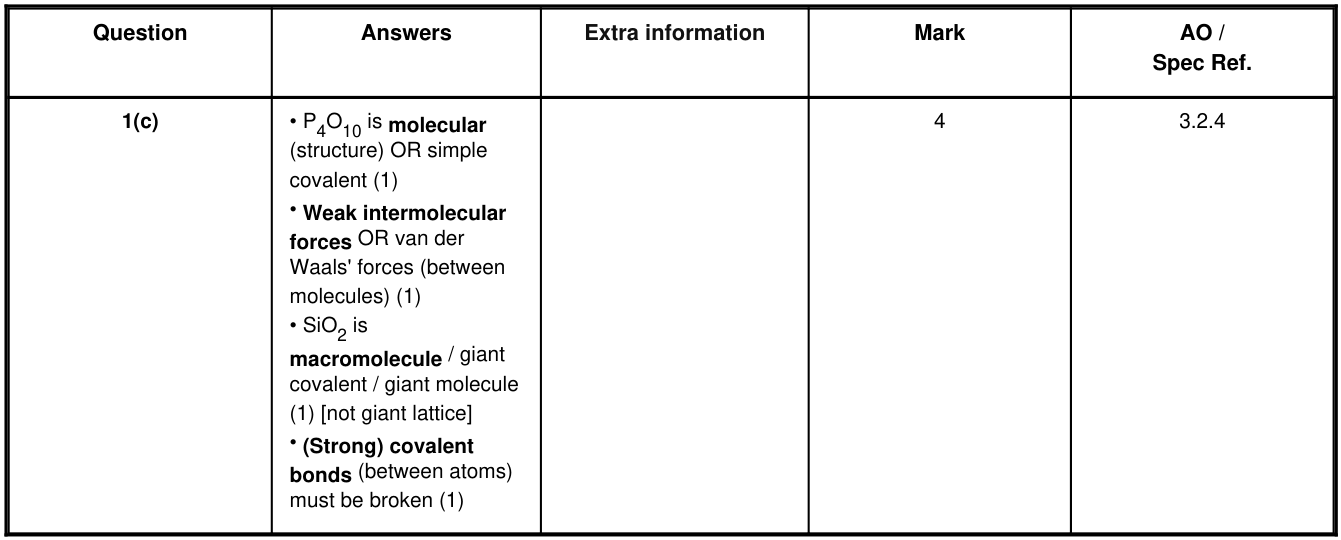 Question Answers Extra information Mark AO /
Spec Ref.
1(c) • P4O10 is molecular 4 3.2.4
(structure) OR simple
covalent (1)
• Weak intermolecular
forces OR van der
Waals' forces (between
molecules) (1)
• SiO2 is
macromolecule / giant
covalent / giant molecule
(1) [not giant lattice]
• (Strong) covalent
bonds (between atoms)
must be broken (1)